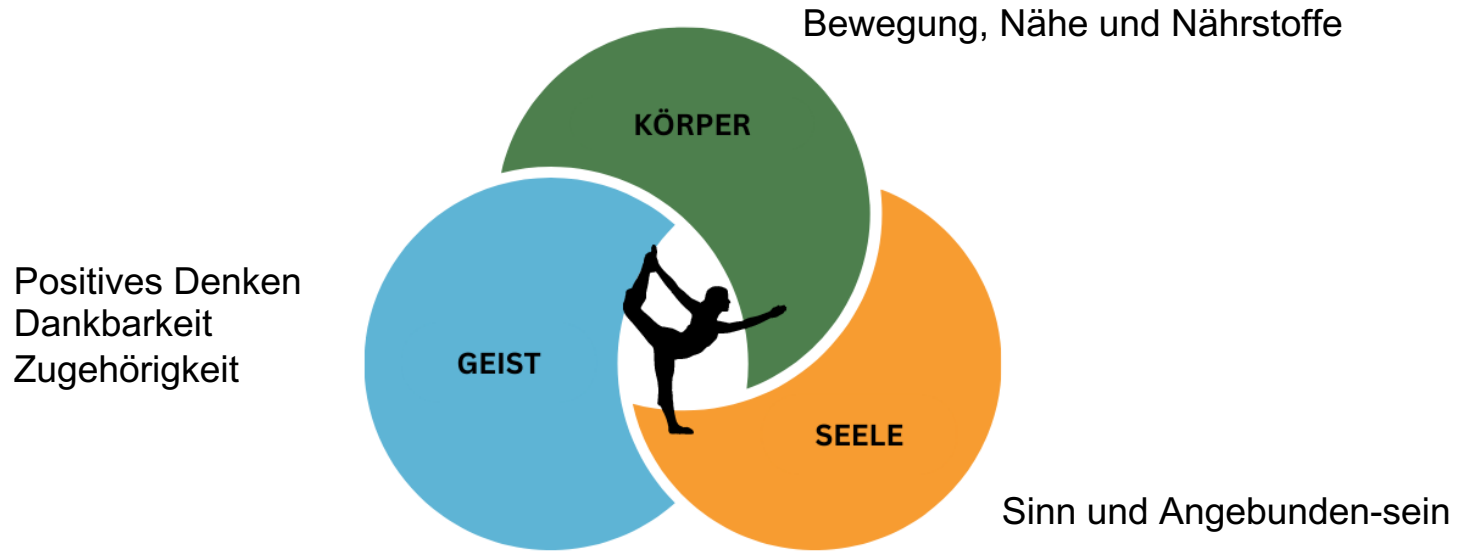 Bewegung, Nähe und Nährstoffe
KÖRPER
Positives Denken
Dankbarkeit
Zugehörigkeit
GEIST
SEELE
Sinn und Angebunden-sein